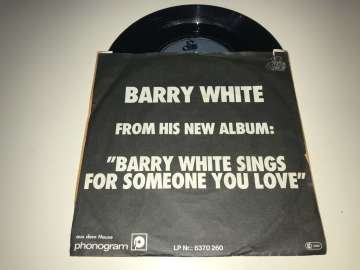 BARRY WHITE
FROM HIS NEW ALBUM:
"BARRY WHITE SINGS
FOR SOMEONE YOU LOVE"
aus dem Hause
phonogram
LP Nr.: 6370 260